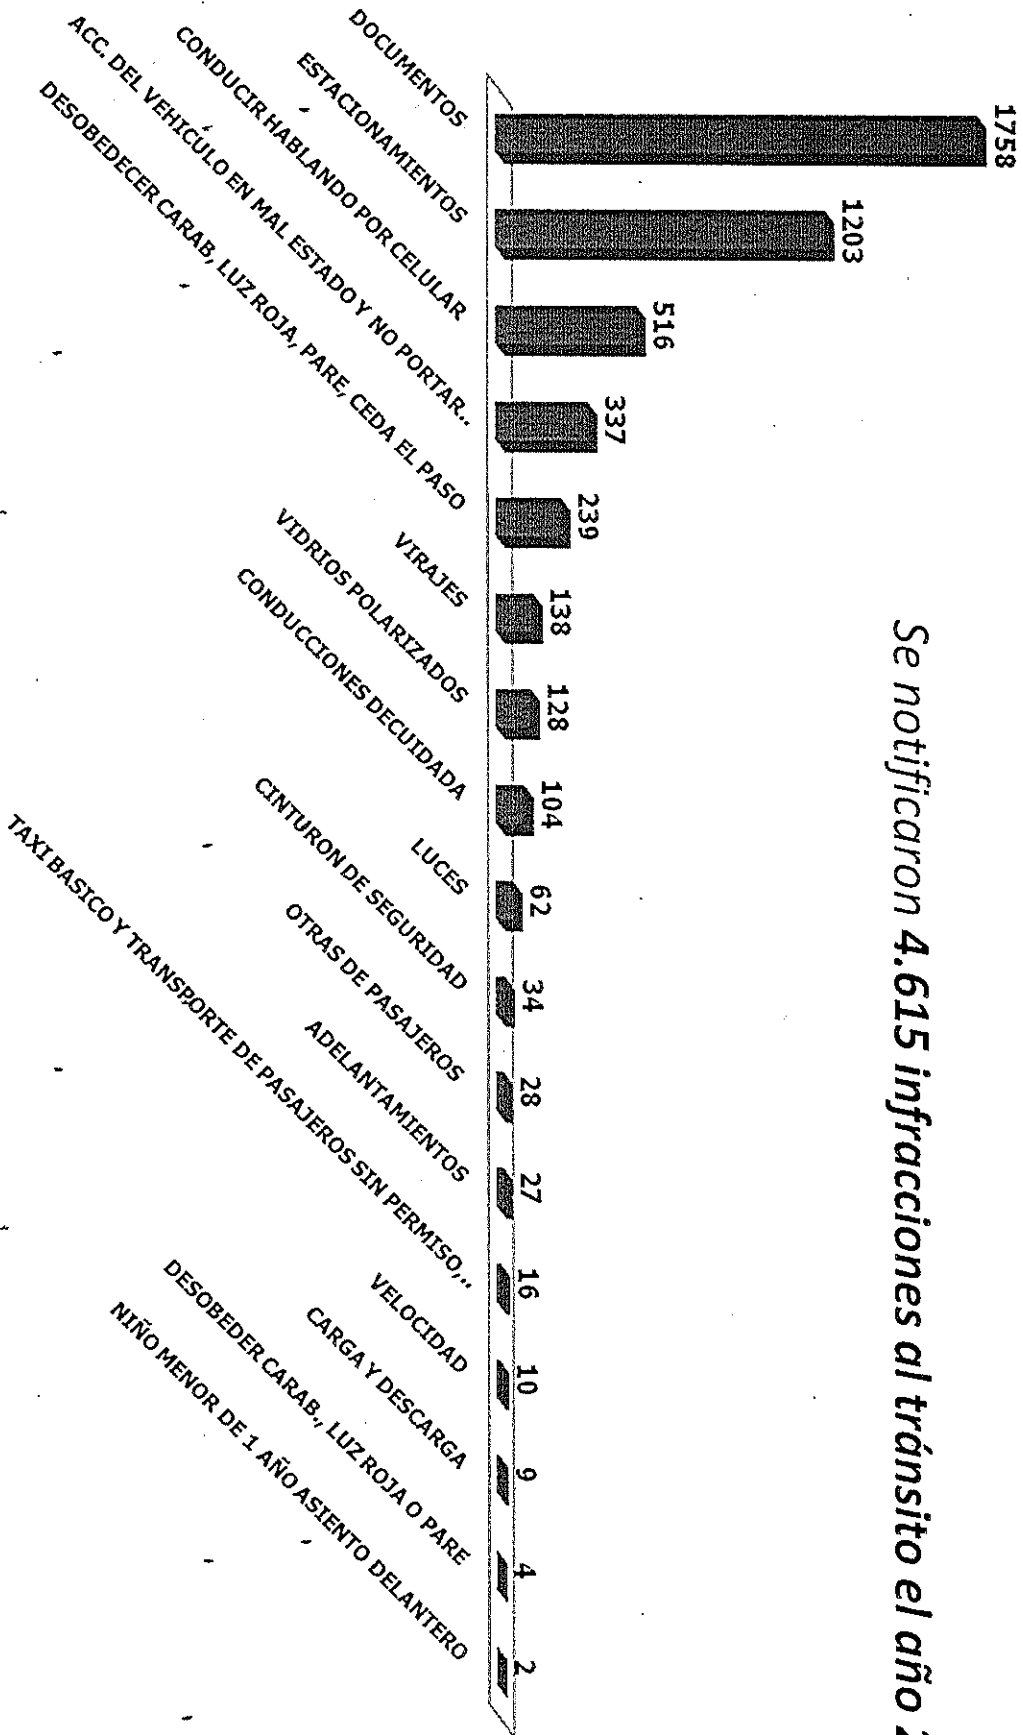 Se notificaron 4.615 infracciones al tránsito el año
1758
1203
516
337
239
138
128
104
62
34
28
27
16
10
9
4
2
DOCUMENTOS
ESTACIONAMIENTOS
CONDUCIR HABLANDO POR CELULAR
ACC. DEL VEHICULO EN MAL ESTADO Y NO PORTAR..
DESOBEDECER CARAB, LUZ ROJA, PARE, CEDA EL PASO
VIRAJES
VIDRIOS POLARIZADOS
CONDUCCIONES DECUIDADA
LUCES
CINTURON DE SEGURIDAD
OTRAS DE PASAJEROS
ADELANTAMIENTOS
TAXI BASICO Y TRANSPORTE DE PASAJEROS SIN PERMISO,..
VELOCIDAD
CARGA Y DESCARGA
DESOBEDER CARAB., LUZ ROJA O PARE
NIÑO MENOR DE 1 AÑO ASIENTO DELANTERO